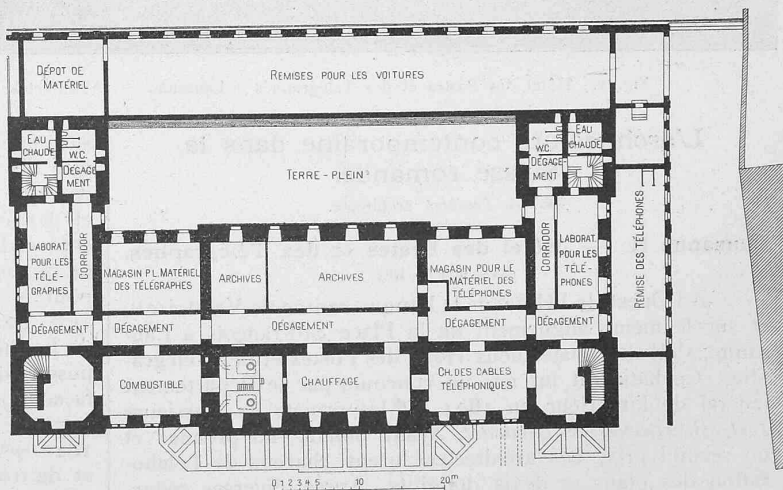 DÉPOT DE
MATÉRIEL
REMISES POUR LES VOITURES
EAU
CHAUDE
W.C.
DÉGAGE
MENT
TERRE-PLEIN
W.C.
EAU
CHAUDE
DÉGAGE
MENT
LABORAT.
POUR LES
TÉLÉ-
GRAPHES
CORRIDOR
MAGASIN PL MATÉRIEL
DES TÉLÉGRAPHES
ARCHIVES
ARCHIVES
MAGASIN POUR LE
MATÉRIEL DES
TÉLÉPHONES
CORRIDOR
LABORAT.
POUR LES
TÉLÉ-
PHONES
REMISE DES TÉLÉPHONES
DÉGAGEMENT
DÉGAGEMENT
DÉGAGEMENT
DÉGAGEMENT
DÉGAGEMENT
COMBUSTIBLE
CHAUFFAGE
CH. DES CABLES
TÉLÉPHONIQUES
0 1 2 3 4 5 10 20m